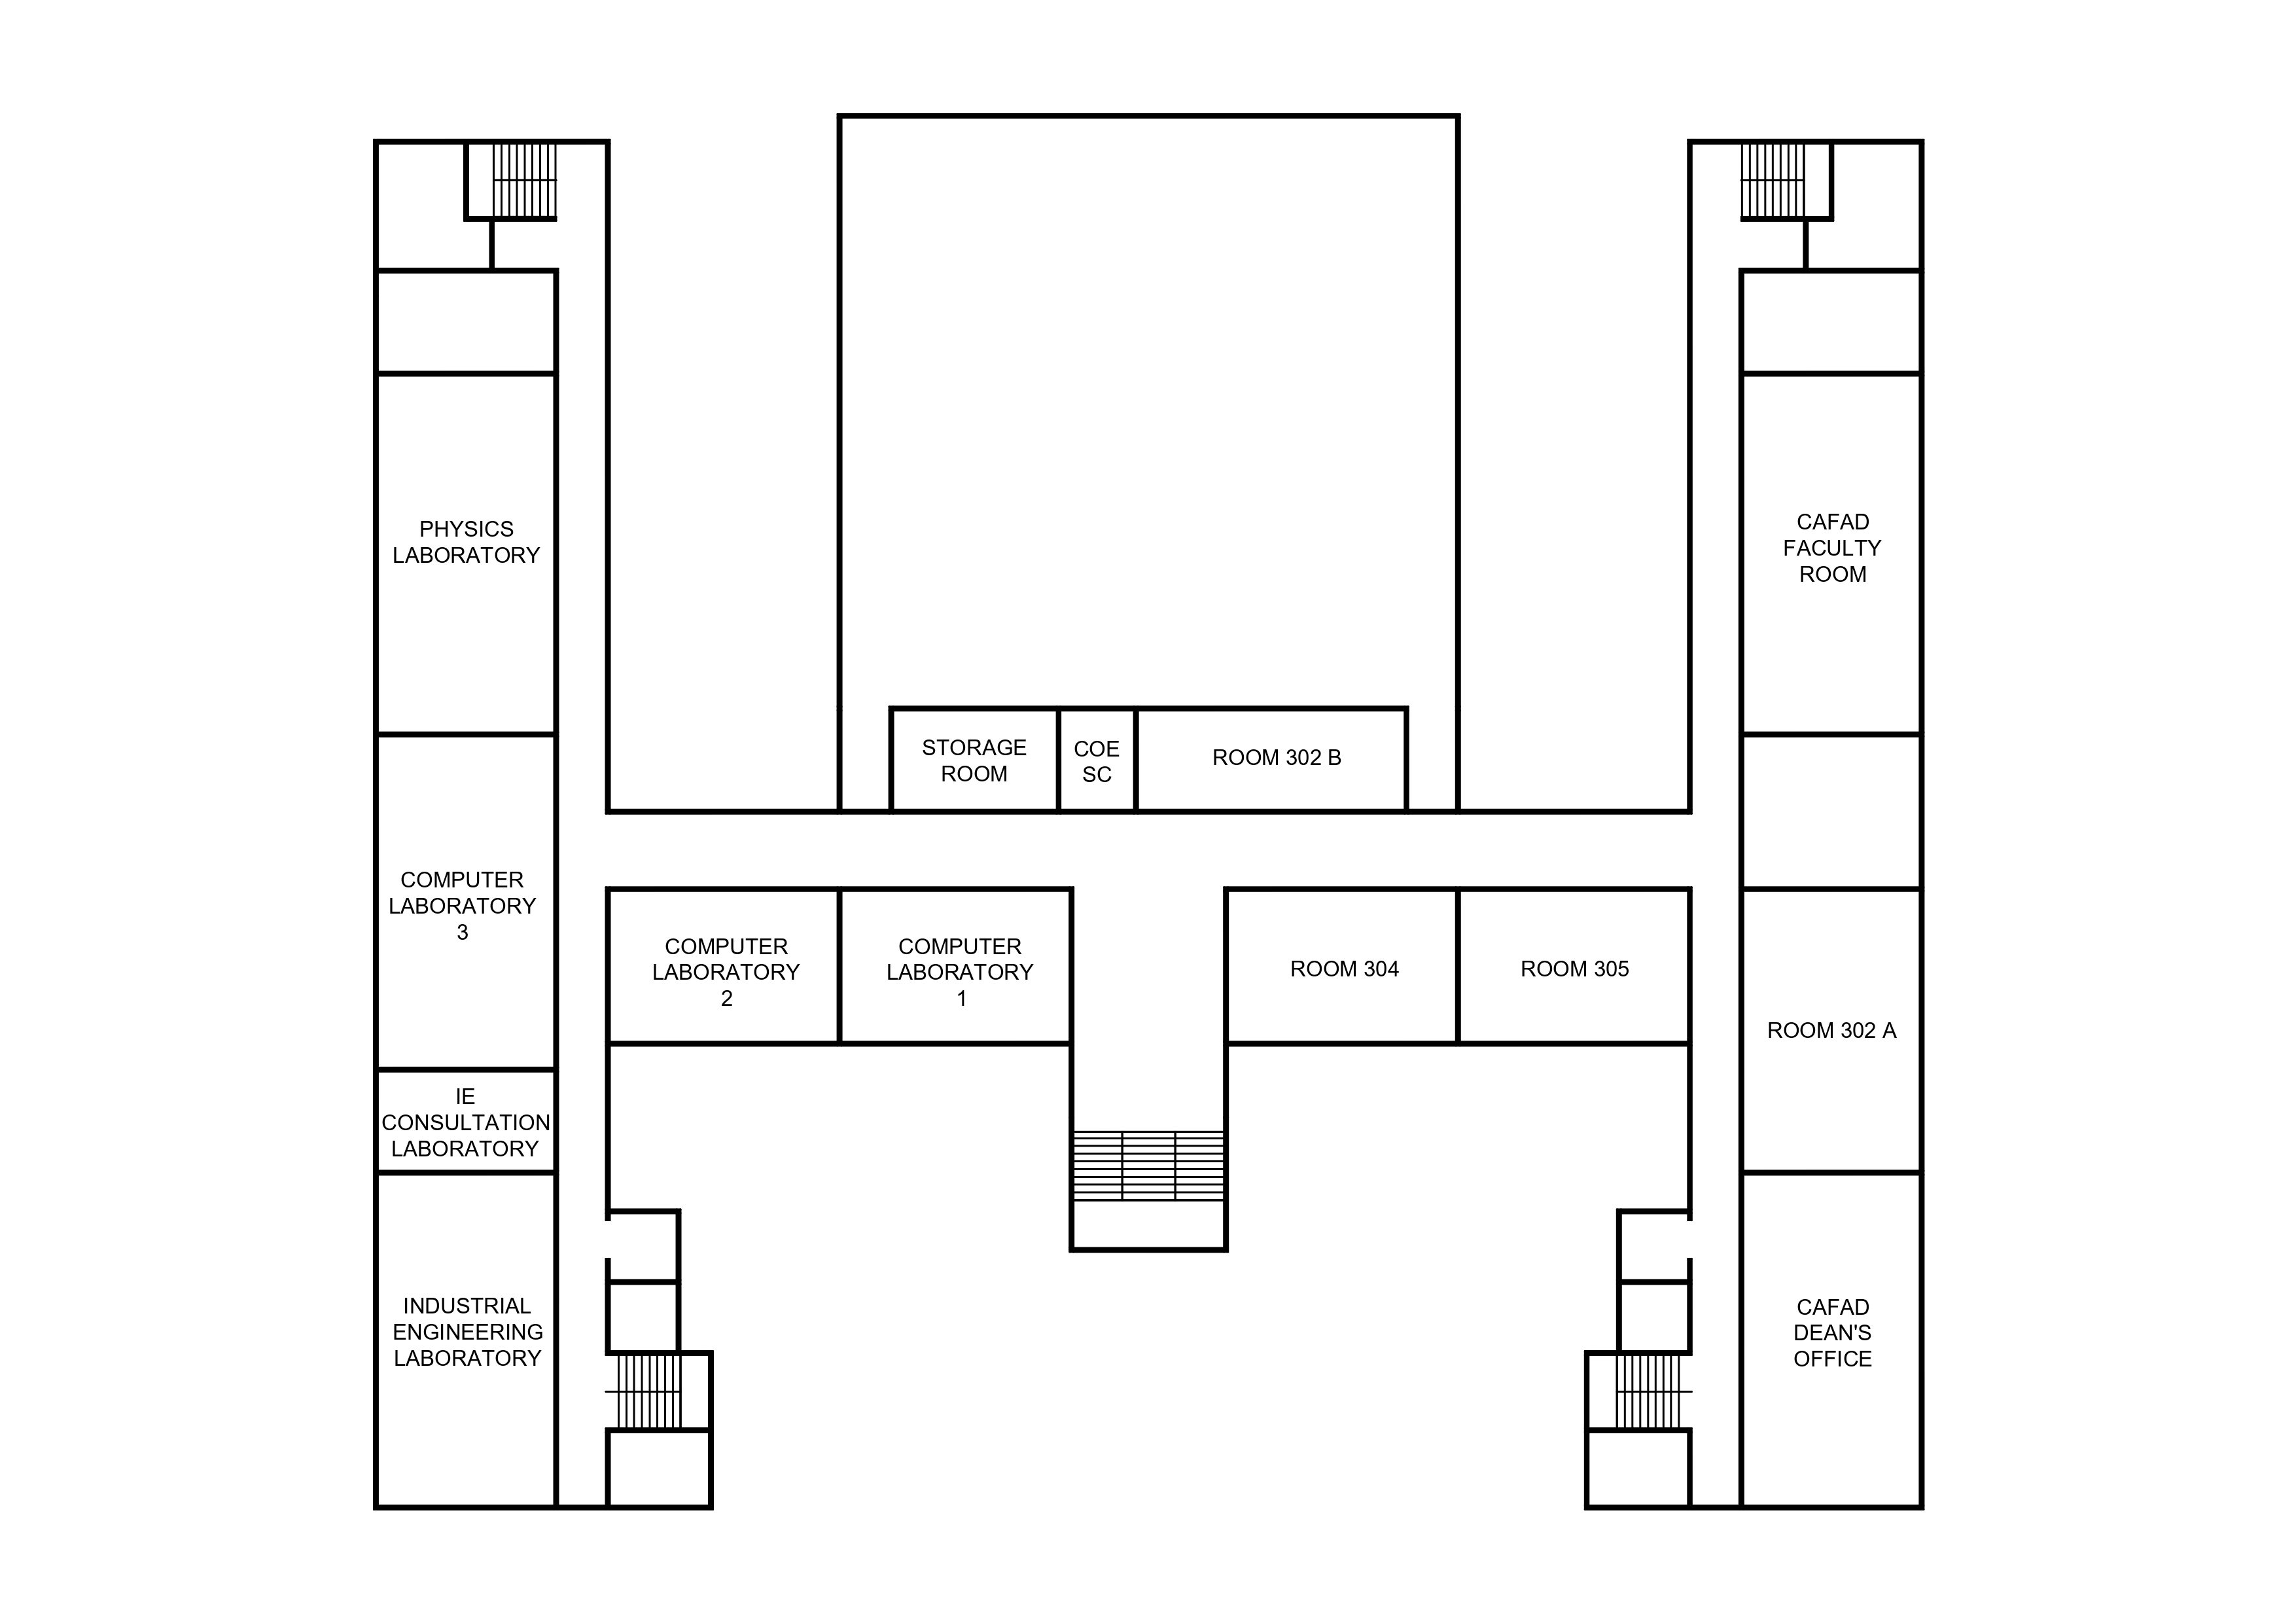 PHYSICS
LABORATORY
CAFAD
FACULTY
ROOM
STORAGE
ROOM
COE
SC
ROOM 302 B
COMPUTER
LABORATORY
3
COMPUTER
LABORATORY
2
COMPUTER
LABORATORY
1
ROOM 304
ROOM 305
ROOM 302 A
IE
CONSULTATION
LABORATORY
INDUSTRIAL
ENGINEERING
LABORATORY
CAFAD
DEAN'S
OFFICE